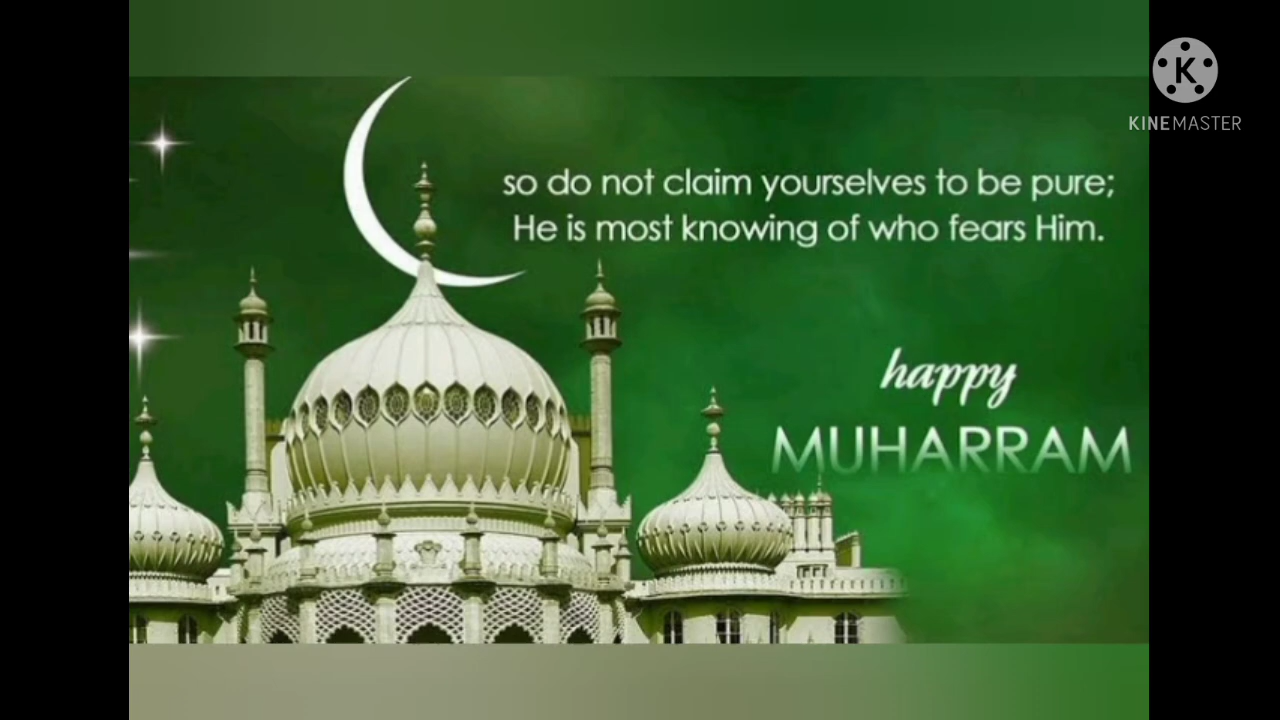 K
KINEMASTER
so do not claim yourselves to be pure;
He is most knowing of who fears Him.
happy
MUHARRAM